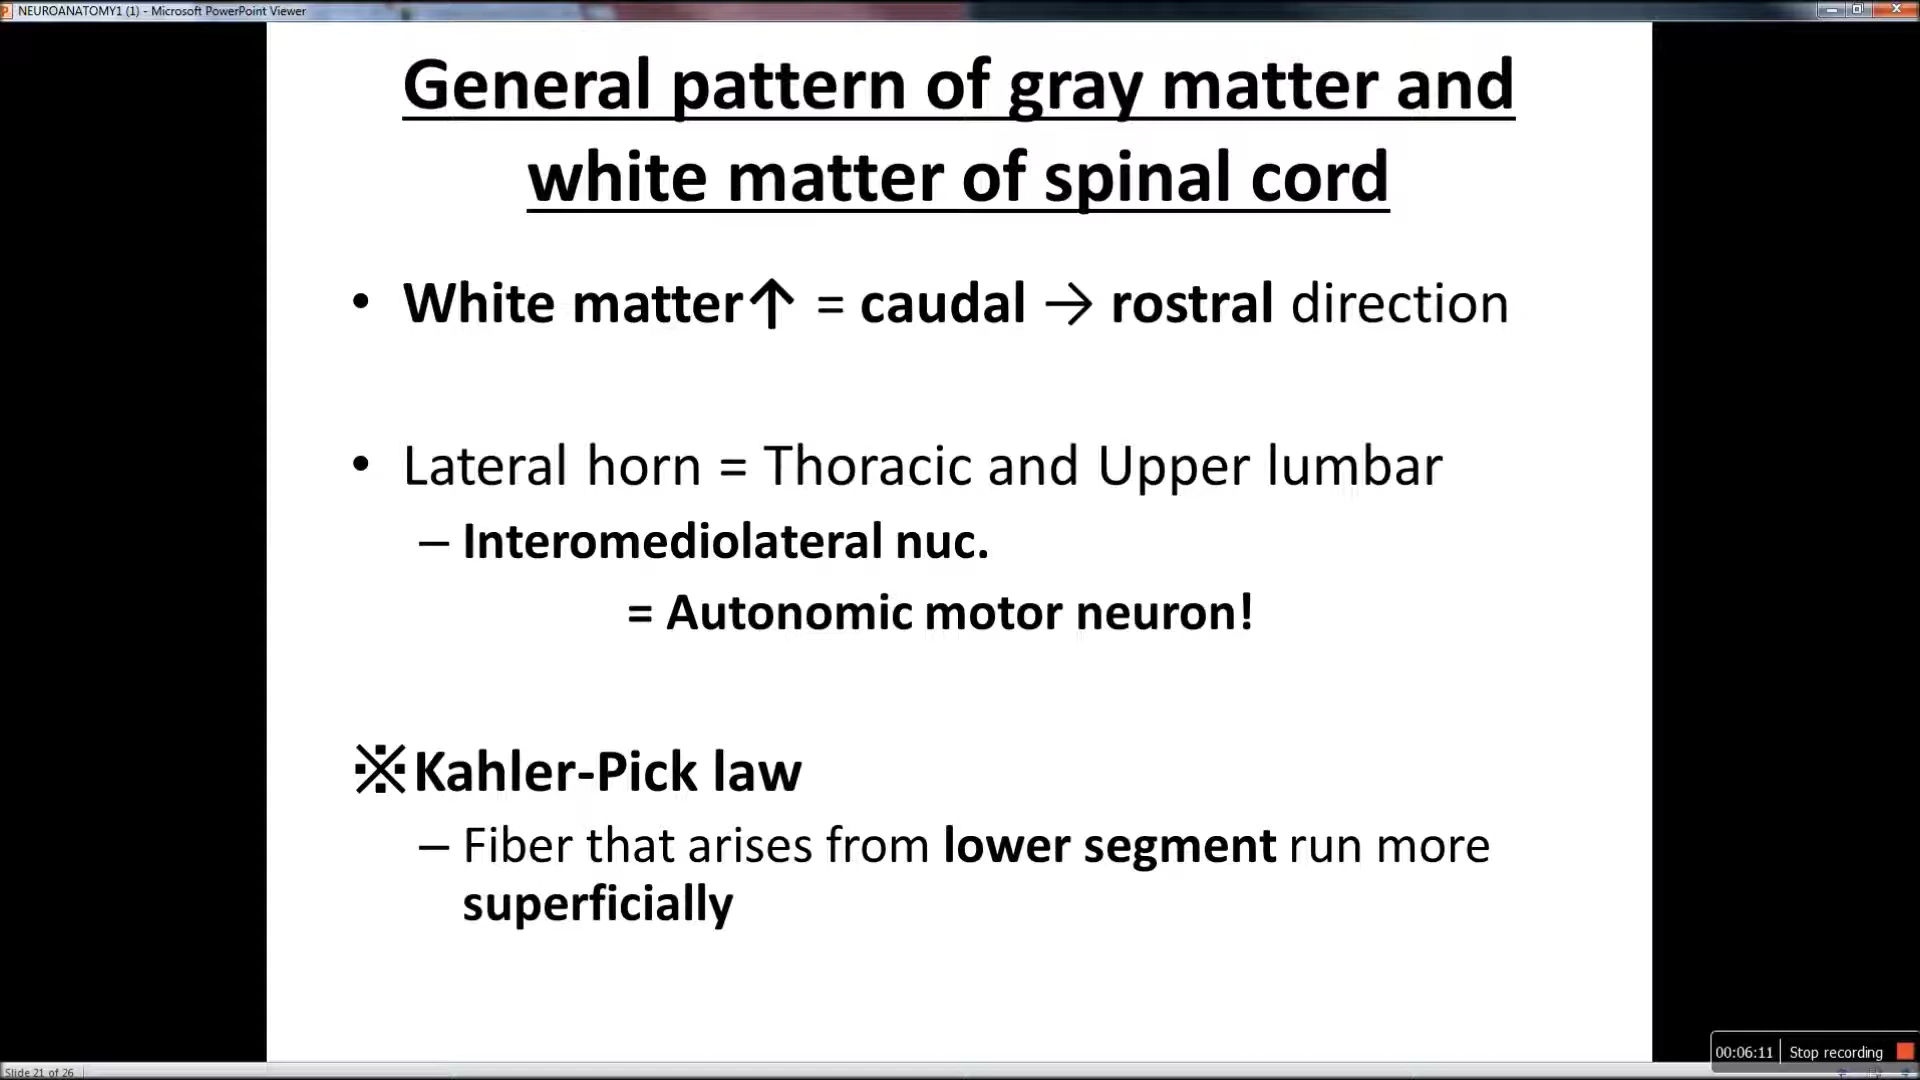 NEUROANATOMY1 (1) - Microsoft PowerPoint Viewer
General pattern of gray matter and
white matter of spinal cord
• White matter↑ = caudal → rostral direction
• Lateral horn = Thoracic and Upper lumbar
– Interomediolateral nuc.
= Autonomic motor neuron!
※Kahler-Pick law
– Fiber that arises from lower segment run more
superficially
00:06:11 Stop recording
Slide 21 of 26